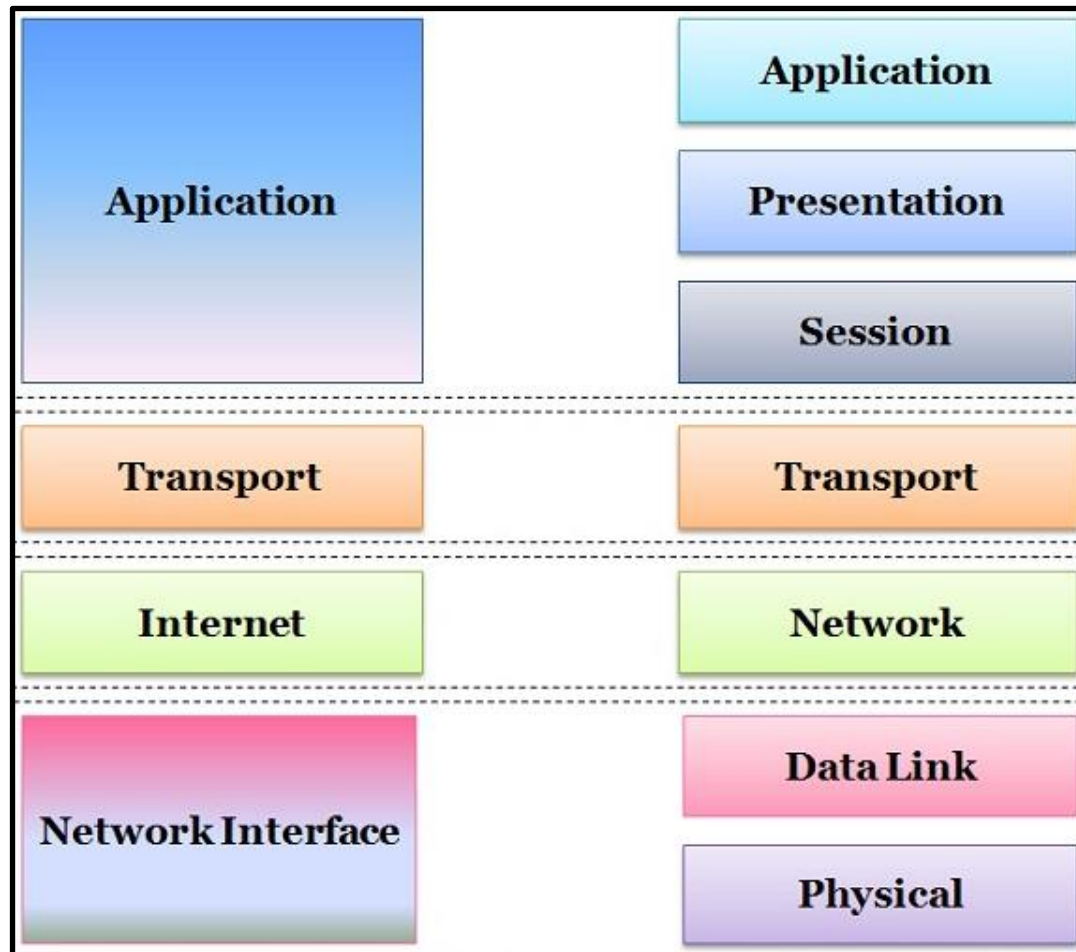 Application
Transport
Internet
Network Interface
Application
Presentation
Session
Transport
Network
Data Link
Physical